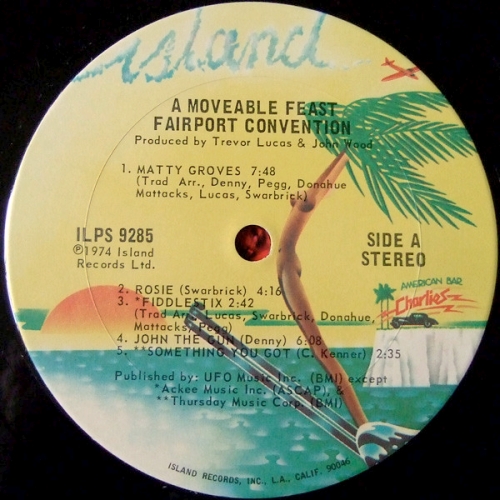 island
A MOVEABLE FEAST
FAIRPORT CONVENTION
Produced by Trevor Lucas & John Wood
1. MATTY GROVES 7:48
(Trad Arr., Denny, Pegg, Donahue
Mattacks, Lucas, Swarbrick)
ILPS 9285
℗1974 Island
Records Ltd.
SIDE A
STEREO
2. ROSIE (Swarbrick) 4:16
3. *FIDDLESTIX 2:42
(Trad Arr. Lucas, Swarbrick, Donahue,
Mattacks, Pegg)
4. JOHN THE GUN (Denny) 6:08
5. **SOMETHING YOU GOT (C. Kenner) 2:35
AMERICAN BAR
Charlies
Published by: UFO Music Inc. (BMI) except
*Ackee Music Inc. (ASCAP), &
**Thursday Music Corp. (BMI)
ISLAND RECORDS, INC., L.A., CALIF. 90046